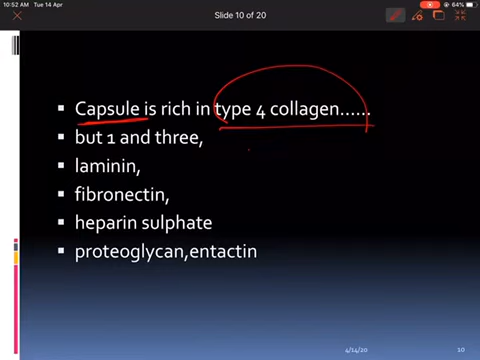 10:52 AM Tue 14 Apr
64%
Slide 10 of 20
Capsule is rich in type 4 collagen......
but 1 and three,
laminin,
fibronectin,
heparin sulphate
proteoglycan,entactin
4/14/20
10